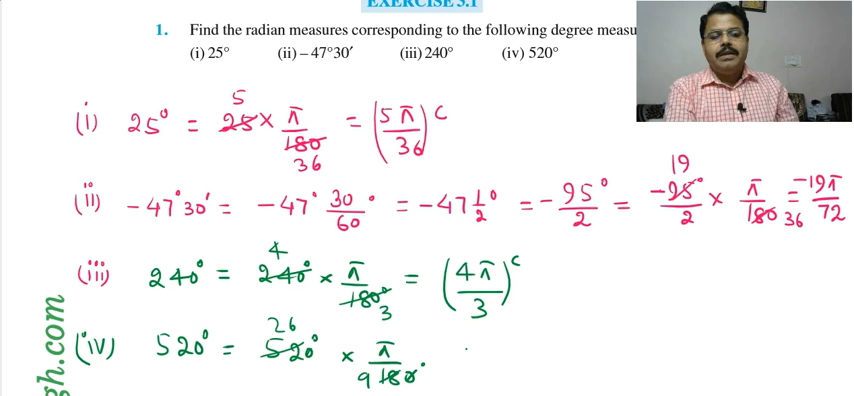 EXERCISE 3.1
1. Find the radian measures corresponding to the following degree measu
(i) 25° (ii) – 47°30′ (iii) 240° (iv) 520°
(i) 25° = 25 5 × π/180 36 = (5π/36)ᶜ
(ii) -47°30′ = -47° 30/60° = -47 1/2° = -95°/2 = 19 -95°/2 × π/180 36 = -19π/72
(iii) 240° = 4 240° × π/180° 3 = (4π/3)ᶜ
(iv) 520° = 26 520° × π/9 180°
gh.com